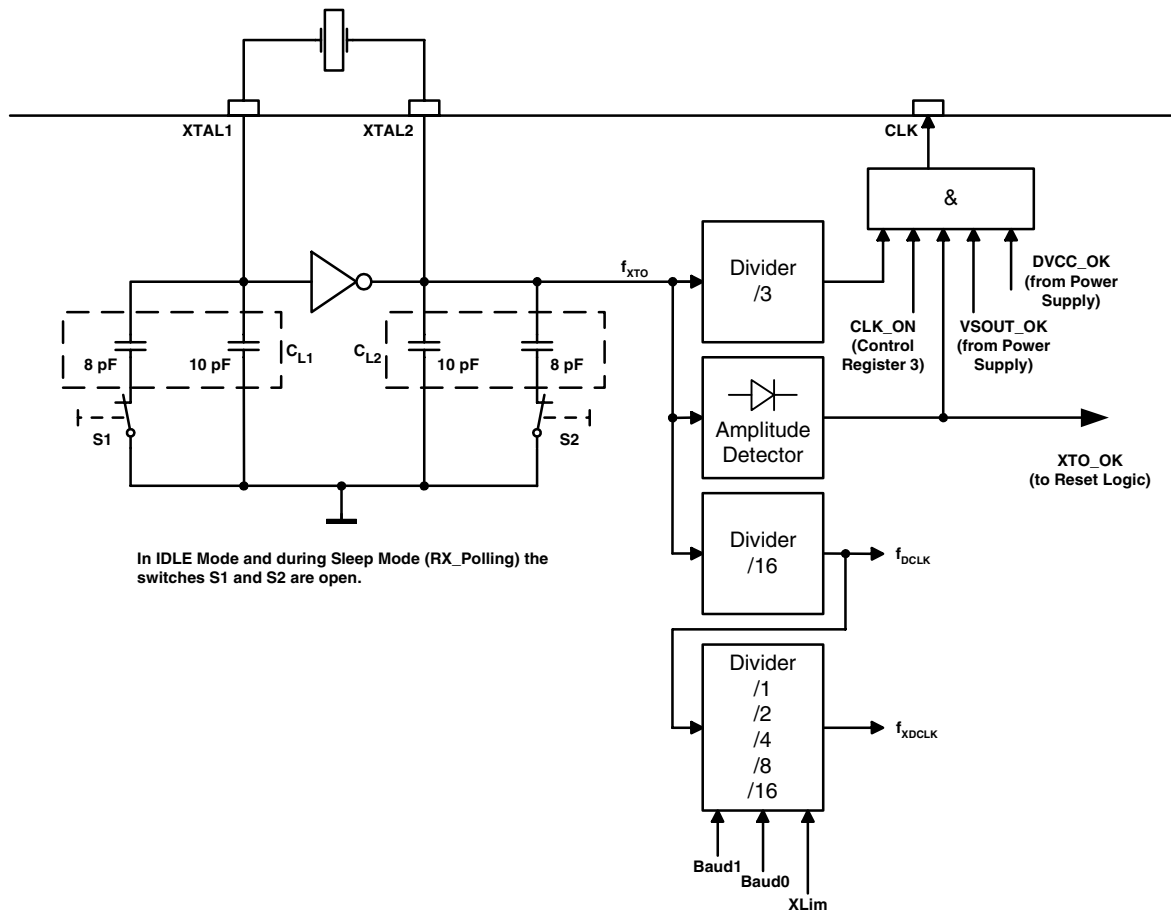 XTAL1
XTAL2
CLK
&
DVCC_OK
(from Power
Supply)
CLK_ON
(Control
Register 3)
VSOUT_OK
(from Power
Supply)
fXTO
Divider
/3
8 pF
10 pF
CL1
CL2
10 pF
8 pF
S1
S2
Amplitude
Detector
XTO_OK
(to Reset Logic)
In IDLE Mode and during Sleep Mode (RX_Polling) the
switches S1 and S2 are open.
Divider
/16
fDCLK
Divider
/1
/2
/4
/8
/16
fXDCLK
Baud1
Baud0
XLim